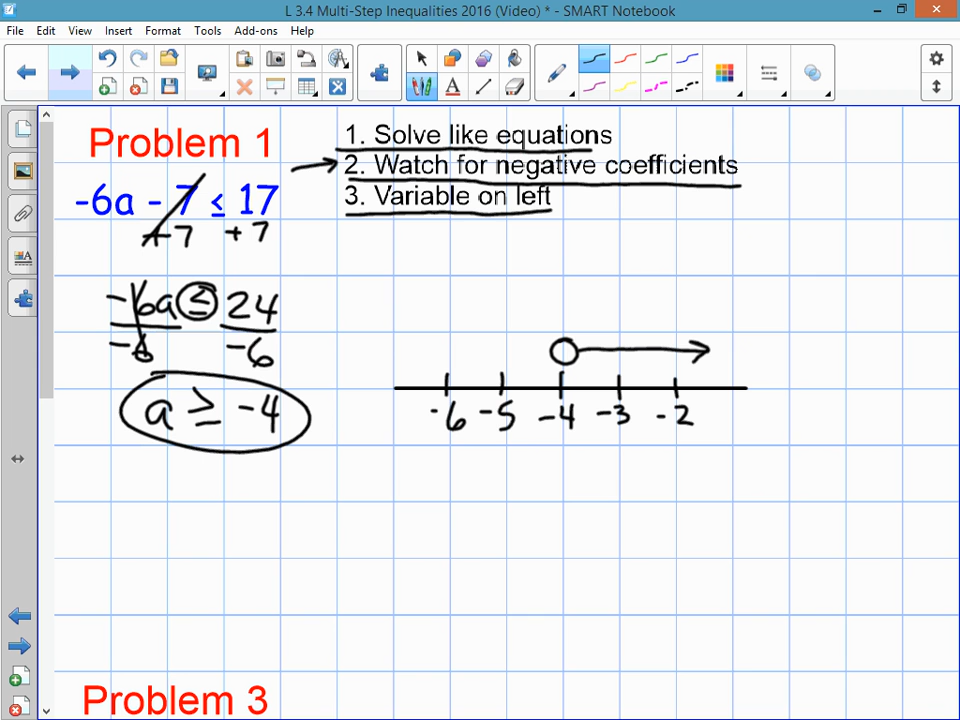 L 3.4 Multi-Step Inequalities 2016 (Video) * - SMART Notebook
File Edit View Insert Format Tools Add-ons Help
Problem 1
1. Solve like equations
2. Watch for negative coefficients
3. Variable on left
-6a - 7 ≤ 17
+7 +7
-6a ≤ 24
-6 -6
a ≥ -4
-6 -5 -4 -3 -2
Problem 3